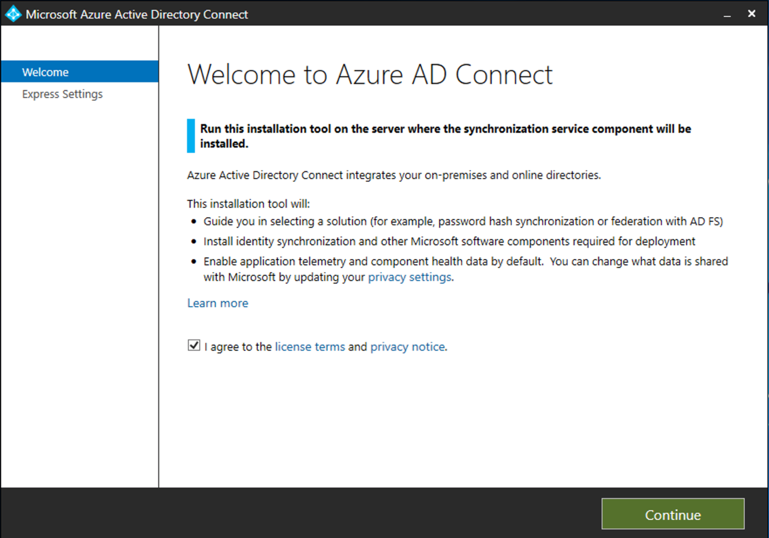 Microsoft Azure Active Directory Connect
Welcome
Express Settings
Welcome to Azure AD Connect
Run this installation tool on the server where the synchronization service component will be
installed.
Azure Active Directory Connect integrates your on-premises and online directories.
This installation tool will:
• Guide you in selecting a solution (for example, password hash synchronization or federation with AD FS)
• Install identity synchronization and other Microsoft software components required for deployment
• Enable application telemetry and component health data by default.  You can change what data is shared
with Microsoft by updating your privacy settings.
Learn more
I agree to the license terms and privacy notice.
Continue